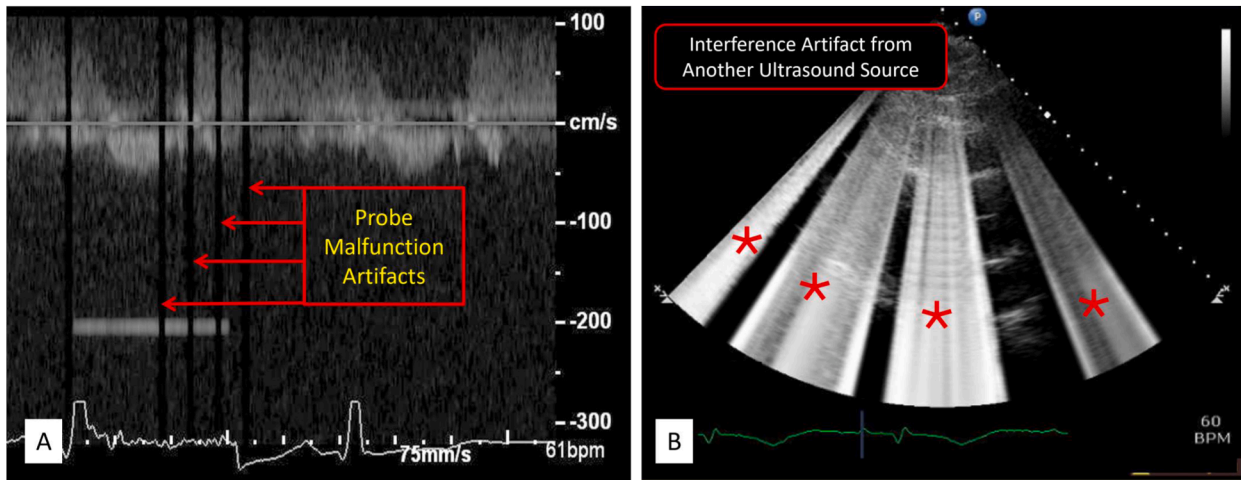 100
cm/s
-100
Probe
Malfunction
Artifacts
-200
-300
A
75mm/s
61bpm
P
Interference Artifact from
Another Ultrasound Source
*
*
*
*
B
60
BPM